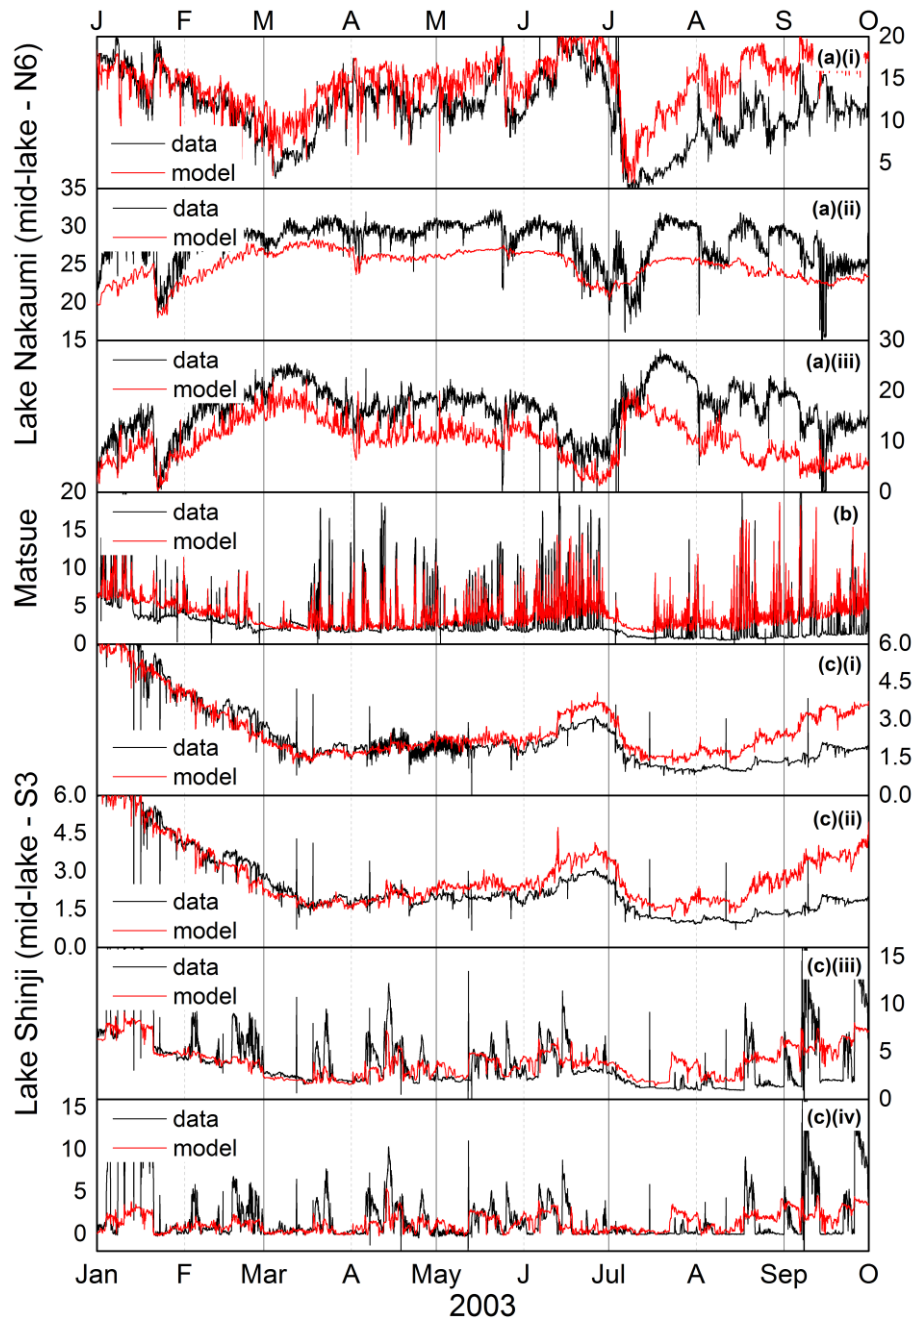 J F M A M J J A S O
Lake Nakaumi (mid-lake - N6)
20
15
10
5
(a)(i)
data
model
35
30
25
20
15
(a)(ii)
data
model
30
20
10
0
(a)(iii)
data
model
Matsue
20
15
10
5
0
(b)
data
model
Lake Shinji (mid-lake - S3)
6.0
4.5
3.0
1.5
0.0
(c)(i)
data
model
6.0
4.5
3.0
1.5
0.0
(c)(ii)
data
model
15
10
5
0
(c)(iii)
data
model
15
10
5
0
(c)(iv)
data
model
Jan F Mar A May J Jul A Sep O
2003